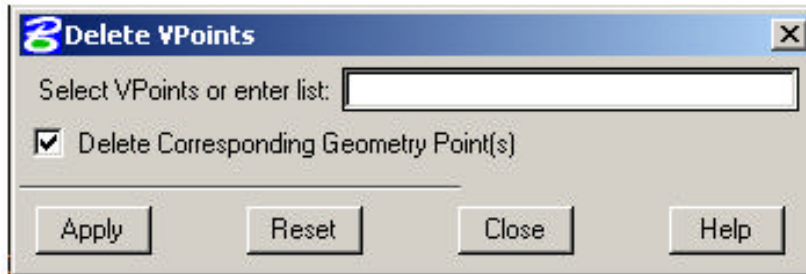 Delete VPoints
Select VPoints or enter list:
Delete Corresponding Geometry Point(s)
Apply Reset Close Help